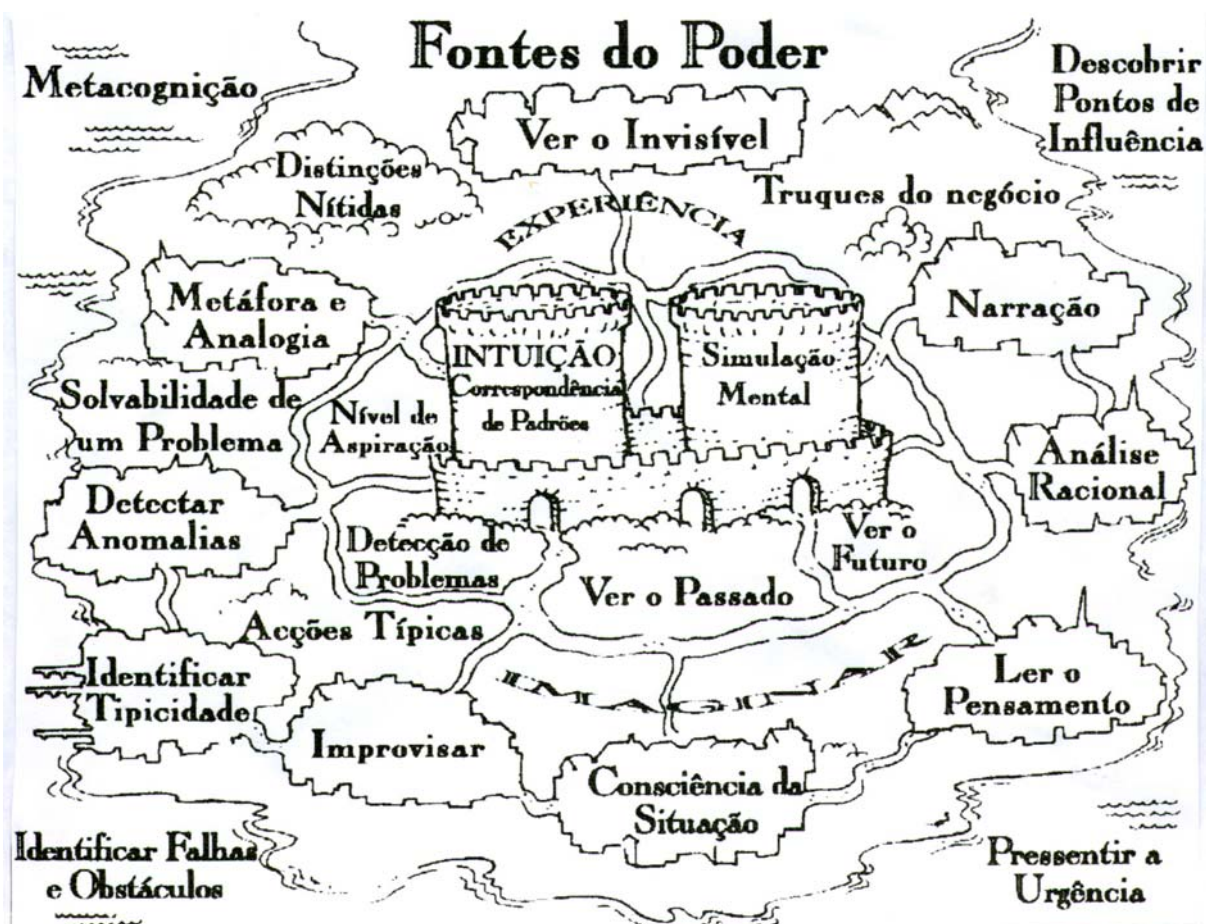 Fontes do Poder
Metacognição
Descobrir
Pontos de
Influência
Ver o Invisível
Distinções
Nítidas
Truques do negócio
EXPERIÊNCIA
Metáfora e
Analogia
INTUIÇÃO
Correspondência
de Padrões
Simulação
Mental
Narração
Solvabilidade de
um Problema
Nível de
Aspiração
Análise
Racional
Detectar
Anomalias
Detecção de
Problemas
Ver o Passado
Ver o
Futuro
Acções Típicas
IMAGINAR
Identificar
Tipicidade
Improvisar
Ler o
Pensamento
Consciência da
Situação
Identificar Falhas
e Obstáculos
Pressentir a
Urgência